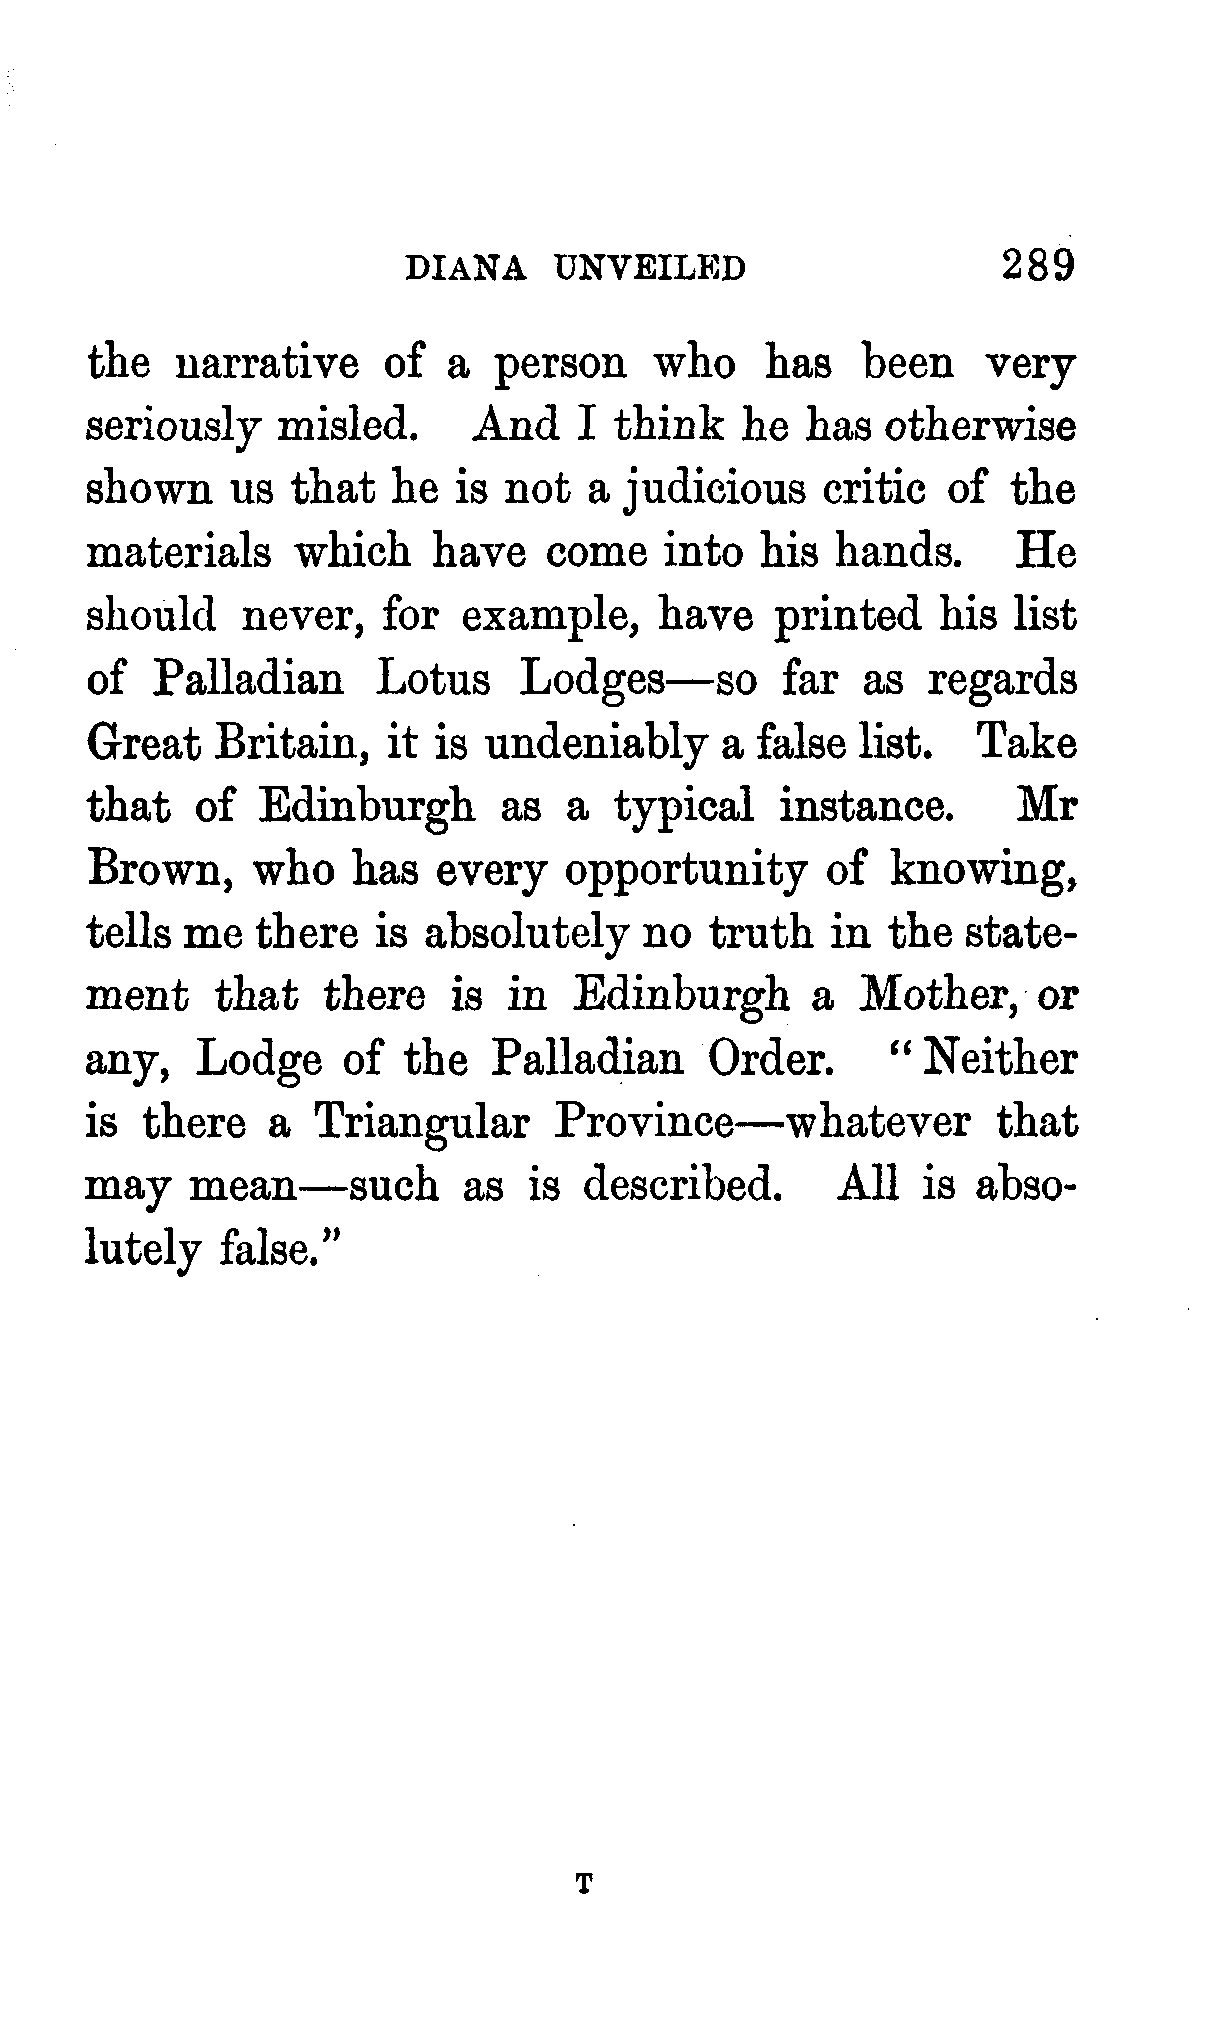 DIANA UNVEILED 289
the narrative of a person who has been very
seriously misled. And I think he has otherwise
shown us that he is not a judicious critic of the
materials which have come into his hands. He
should never, for example, have printed his list
of Palladian Lotus Lodges—so far as regards
Great Britain, it is undeniably a false list. Take
that of Edinburgh as a typical instance. Mr
Brown, who has every opportunity of knowing,
tells me there is absolutely no truth in the state-
ment that there is in Edinburgh a Mother, or
any, Lodge of the Palladian Order. “Neither
is there a Triangular Province—whatever that
may mean—such as is described. All is abso-
lutely false.”
T